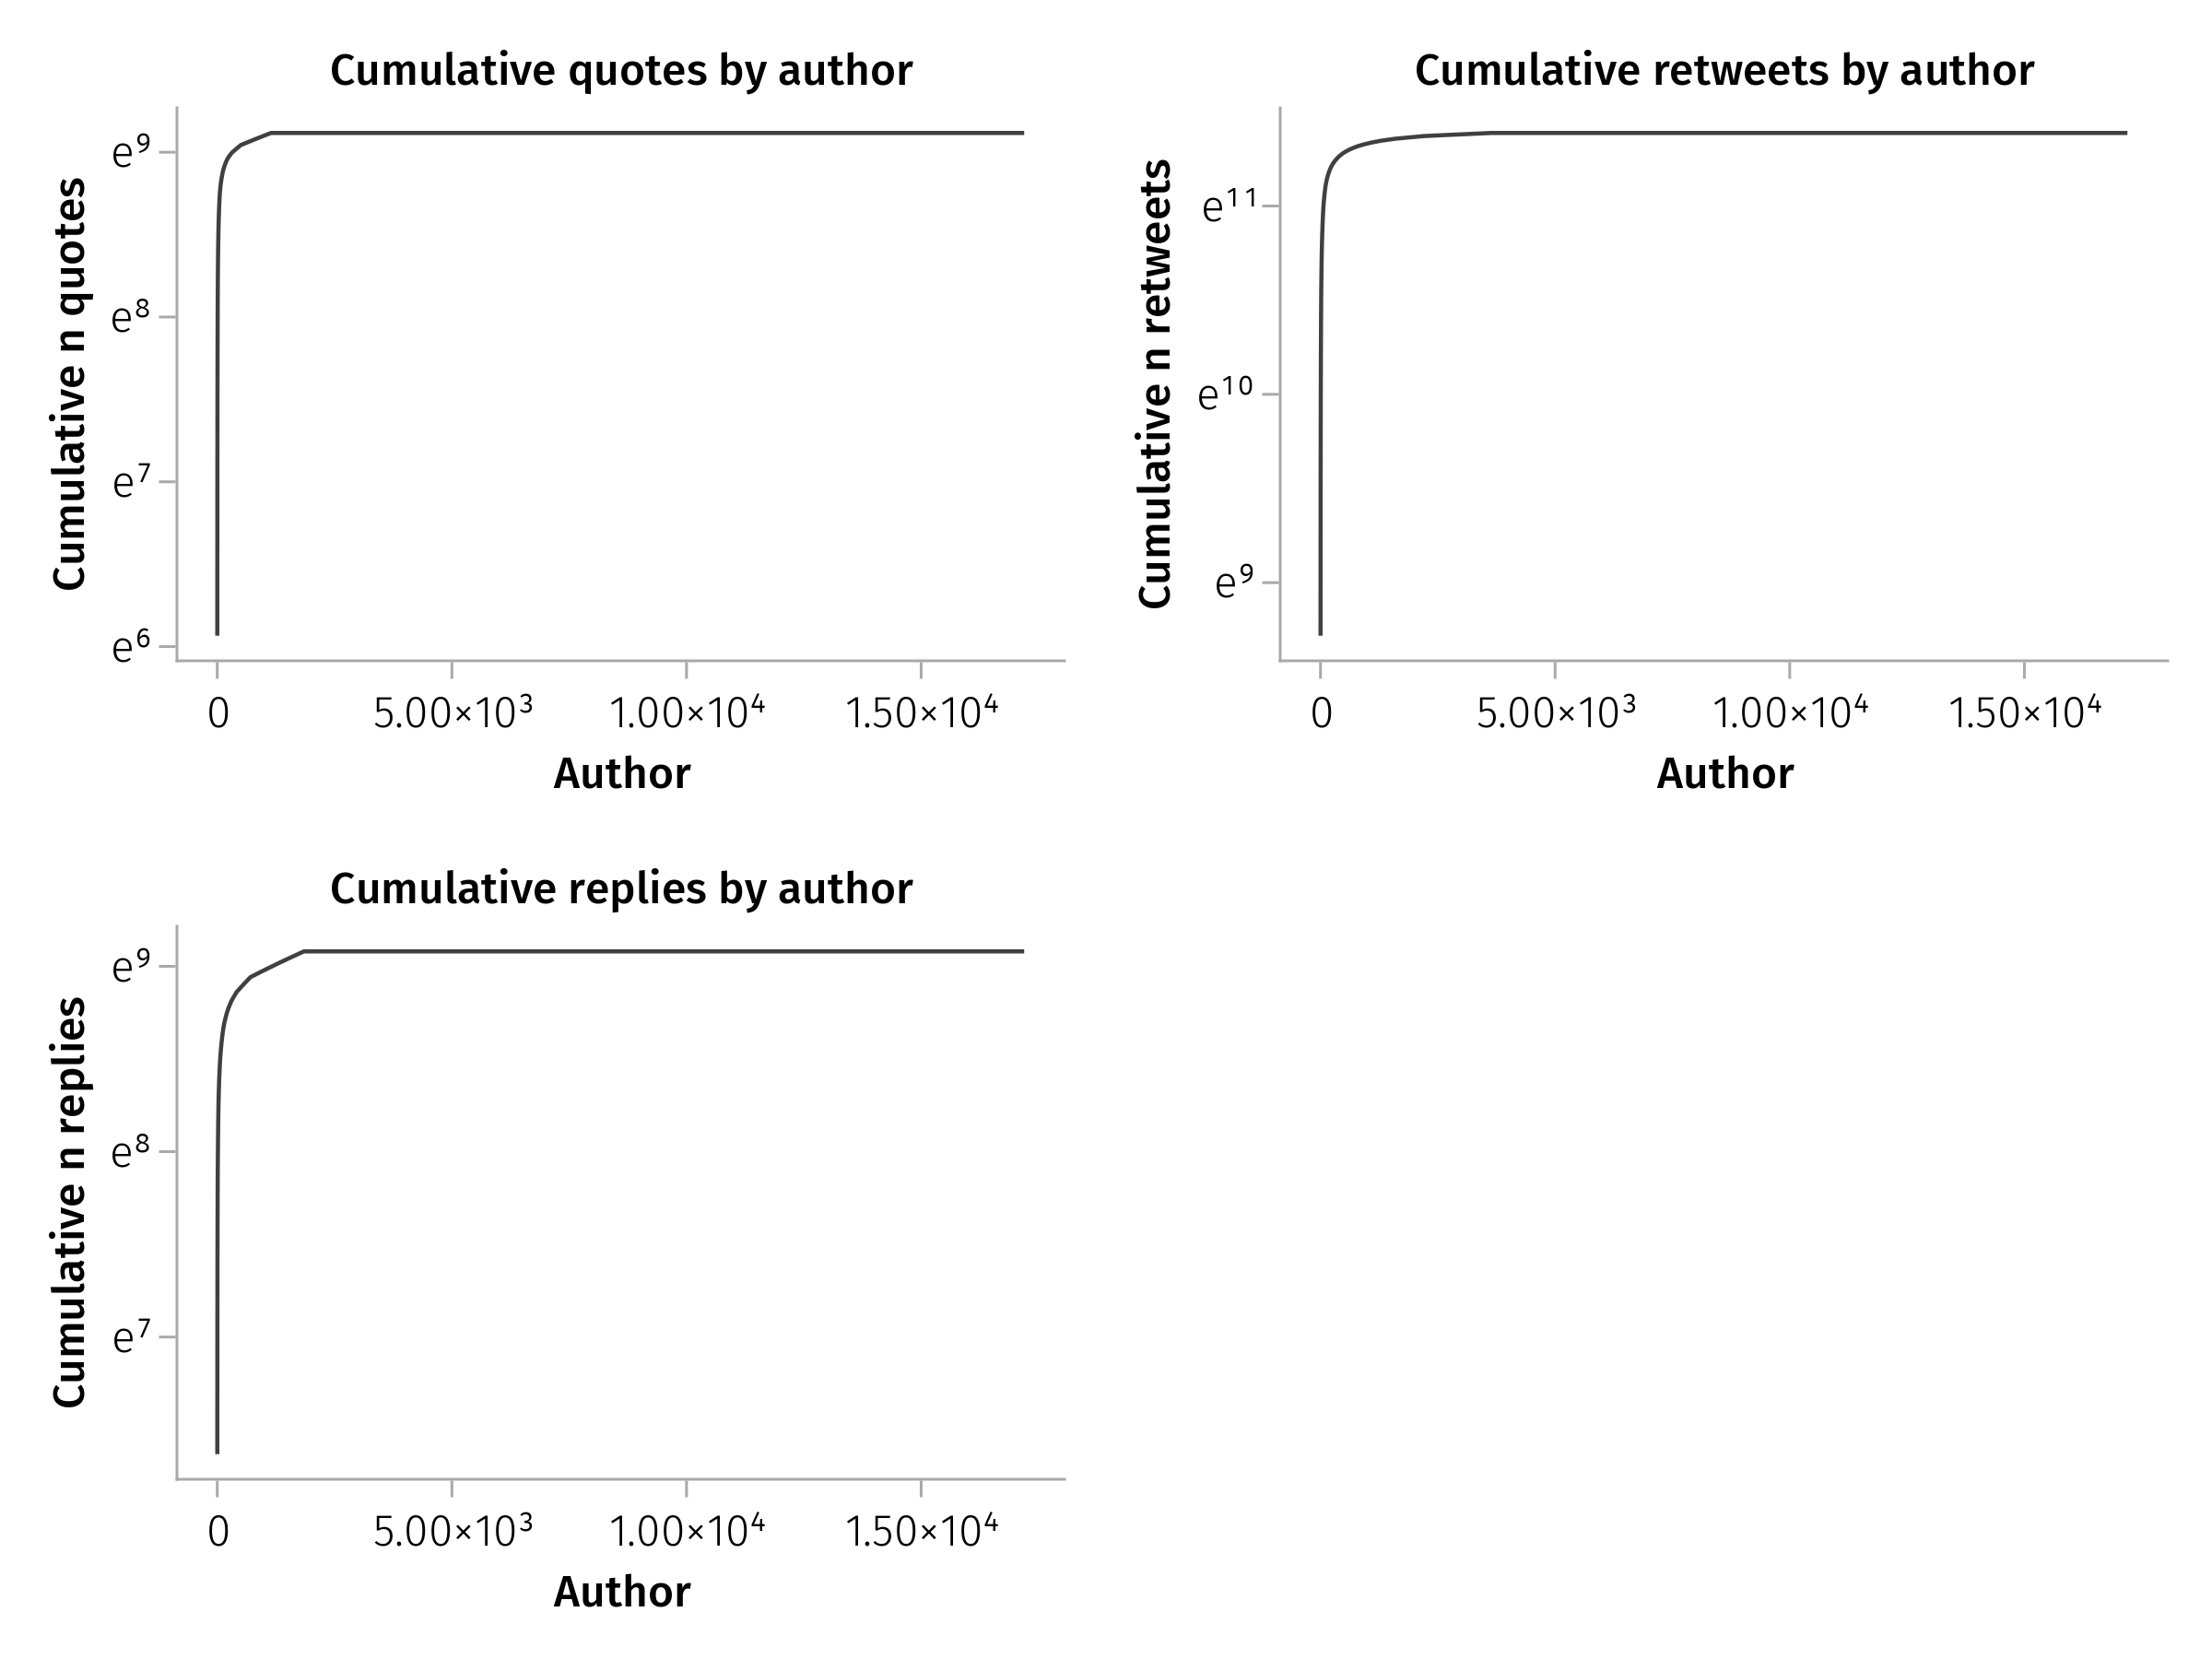 Cumulative quotes by author
Cumulative n quotes
e⁹
e⁸
e⁷
e⁶
0
5.00×10³
1.00×10⁴
1.50×10⁴
Author
Cumulative retweets by author
Cumulative n retweets
e¹¹
e¹⁰
e⁹
0
5.00×10³
1.00×10⁴
1.50×10⁴
Author
Cumulative replies by author
Cumulative n replies
e⁹
e⁸
e⁷
0
5.00×10³
1.00×10⁴
1.50×10⁴
Author